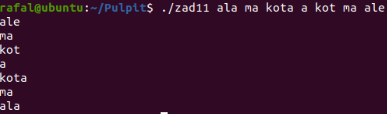 rafal@ubuntu:~/Pulpit$ ./zad11 ala ma kota a kot ma ale
ale
ma
kot
a
kota
ma
ala